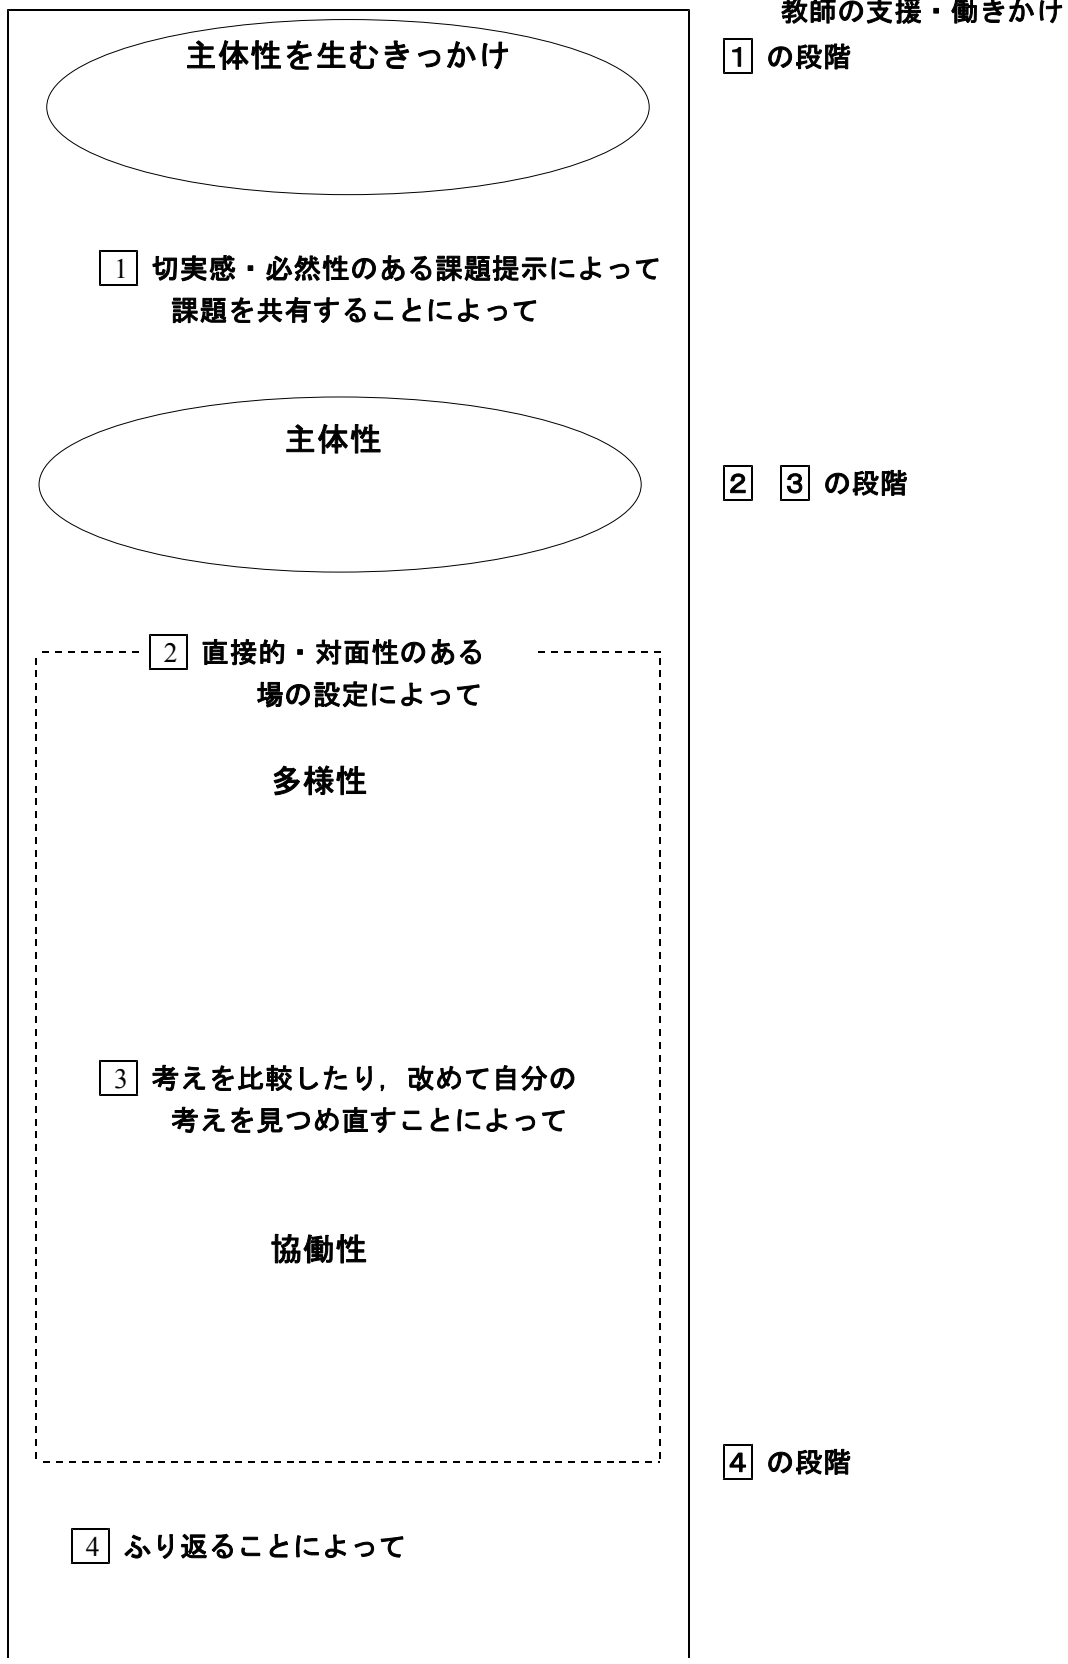 教師の支援・働きかけ
主体性を生むきっかけ
1 の段階
1 切実感・必然性のある課題提示によって
課題を共有することによって
主体性
2 3 の段階
2 直接的・対面性のある
場の設定によって
多様性
3 考えを比較したり，改めて自分の
考えを見つめ直すことによって
協働性
4 の段階
4 ふり返ることによって